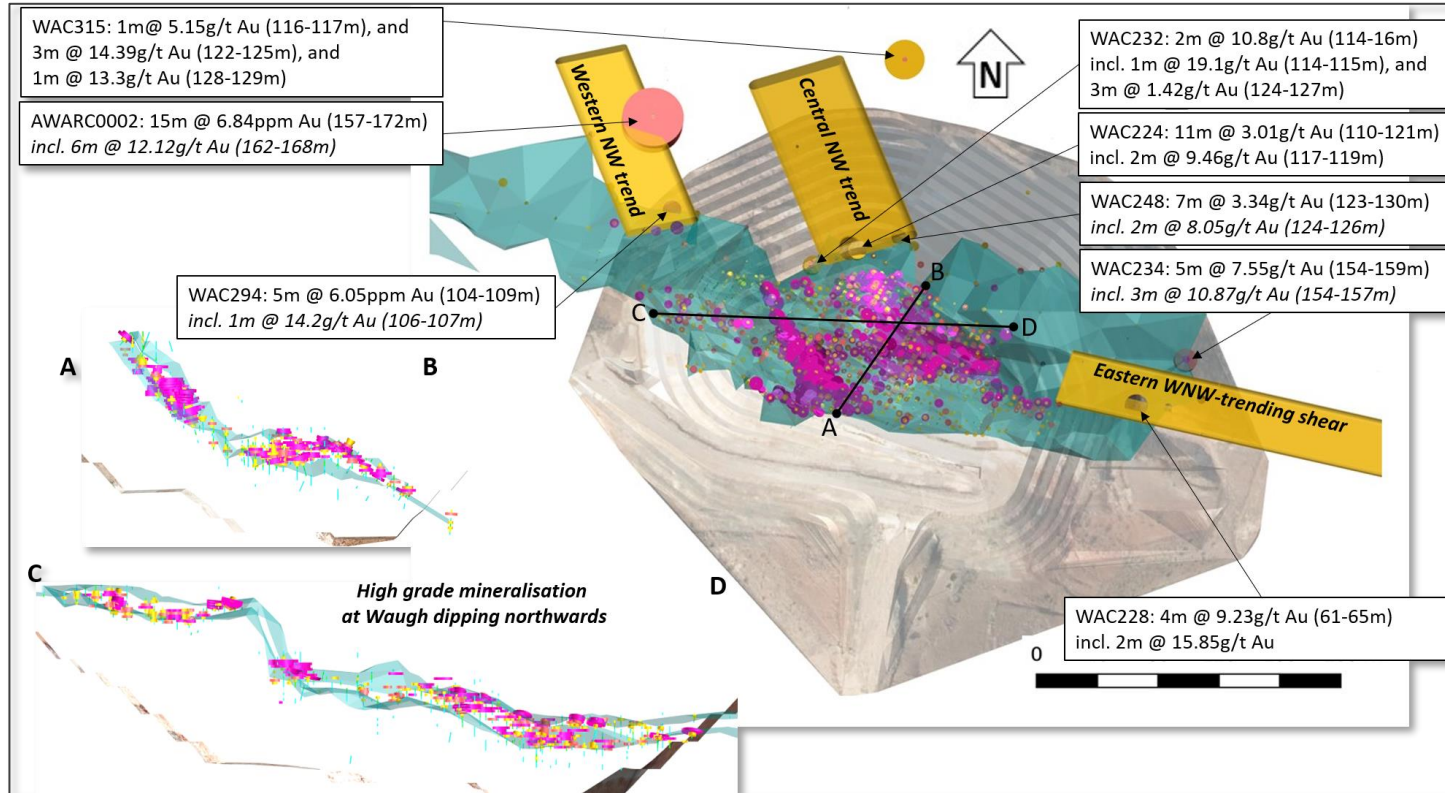 WAC315: 1m@ 5.15g/t Au (116-117m), and
3m @ 14.39g/t Au (122-125m), and
1m @ 13.3g/t Au (128-129m)
AWARC0002: 15m @ 6.84ppm Au (157-172m)
incl. 6m @ 12.12g/t Au (162-168m)
WAC294: 5m @ 6.05ppm Au (104-109m)
incl. 1m @ 14.2g/t Au (106-107m)
Western NW trend
Central NW trend
N
WAC232: 2m @ 10.8g/t Au (114-16m)
incl. 1m @ 19.1g/t Au (114-115m), and
3m @ 1.42g/t Au (124-127m)
WAC224: 11m @ 3.01g/t Au (110-121m)
incl. 2m @ 9.46g/t Au (117-119m)
WAC248: 7m @ 3.34g/t Au (123-130m)
incl. 2m @ 8.05g/t Au (124-126m)
WAC234: 5m @ 7.55g/t Au (154-159m)
incl. 3m @ 10.87g/t Au (154-157m)
B
C
D
A
Eastern WNW-trending shear
A
B
C
D
High grade mineralisation
at Waugh dipping northwards
WAC228: 4m @ 9.23g/t Au (61-65m)
incl. 2m @ 15.85g/t Au
0